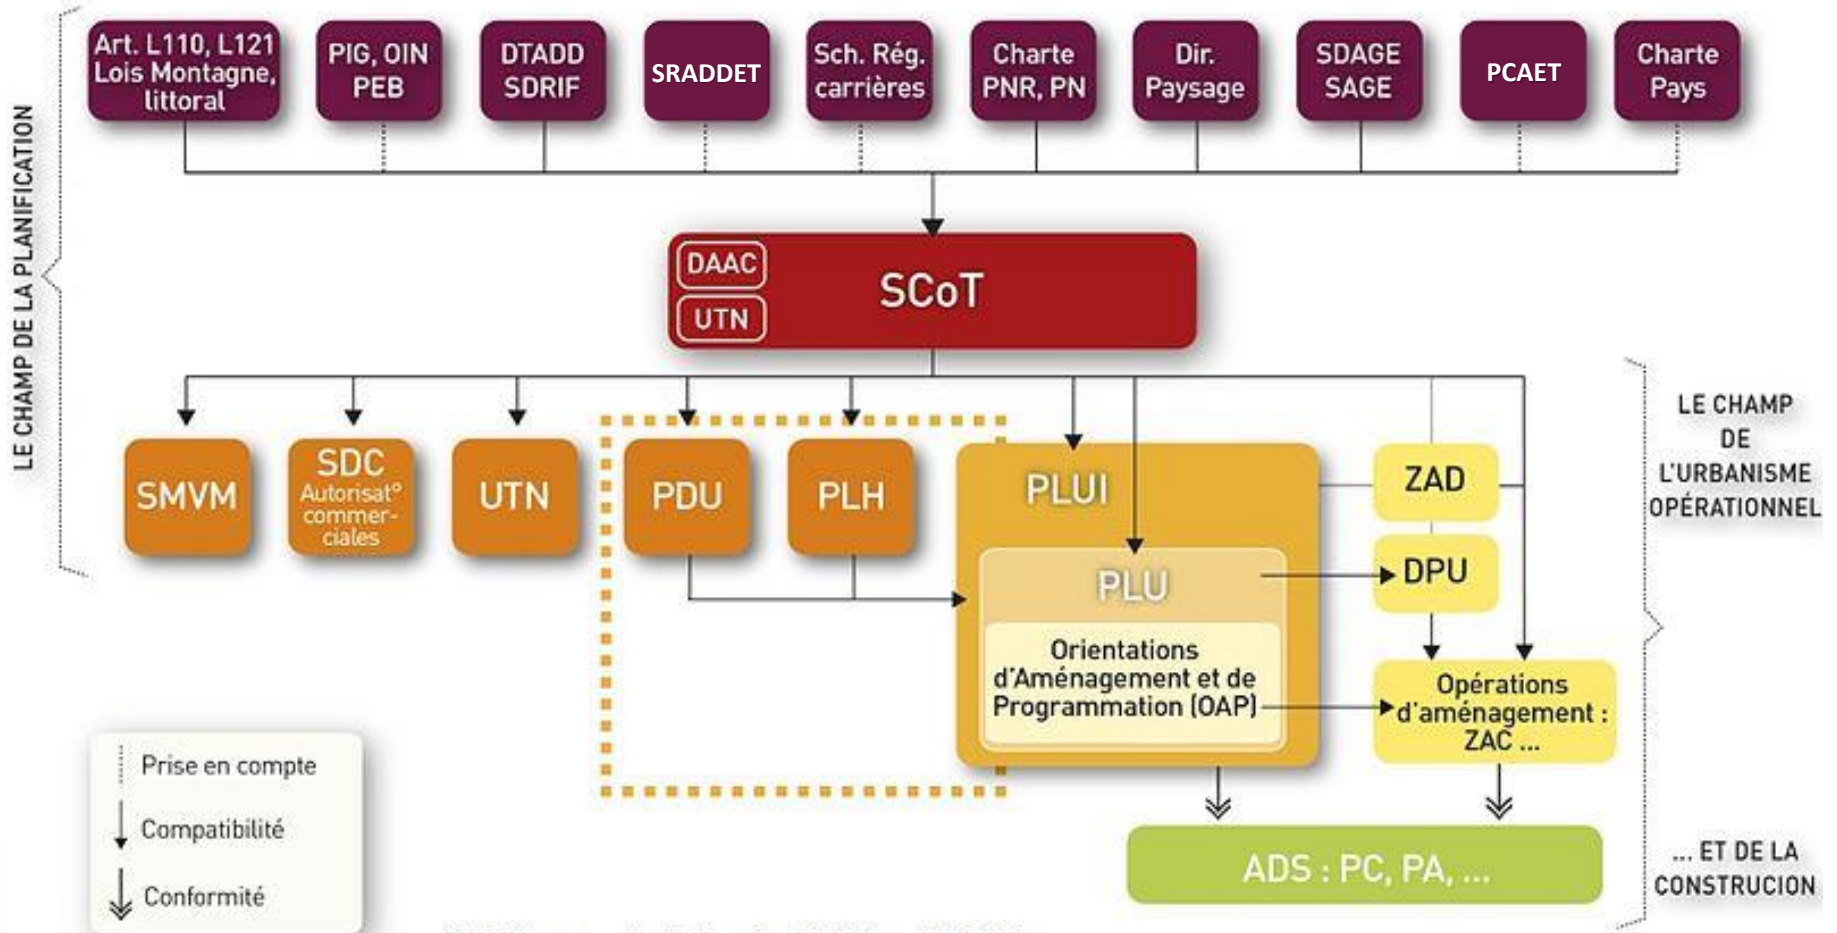 LE CHAMP DE LA PLANIFICATION
Art. L110, L121
Lois Montagne,
littoral
PIG, OIN
PEB
DTADD
SDRIF
SRADDET
Sch. Rég.
carrières
Charte
PNR, PN
Dir.
Paysage
SDAGE
SAGE
PCAET
Charte
Pays
DAAC
UTN
SCoT
SMVM
SDC
Autorisat°
commer-
ciales
UTN
PDU
PLH
PLUI
PLU
Orientations
d'Aménagement et de
Programmation (OAP)
ZAD
DPU
Opérations
d'aménagement :
ZAC ...
LE CHAMP
DE
L'URBANISME
OPÉRATIONNEL
ADS : PC, PA, ...
... ET DE LA
CONSTRUCION
Prise en compte
Compatibilité
Conformité